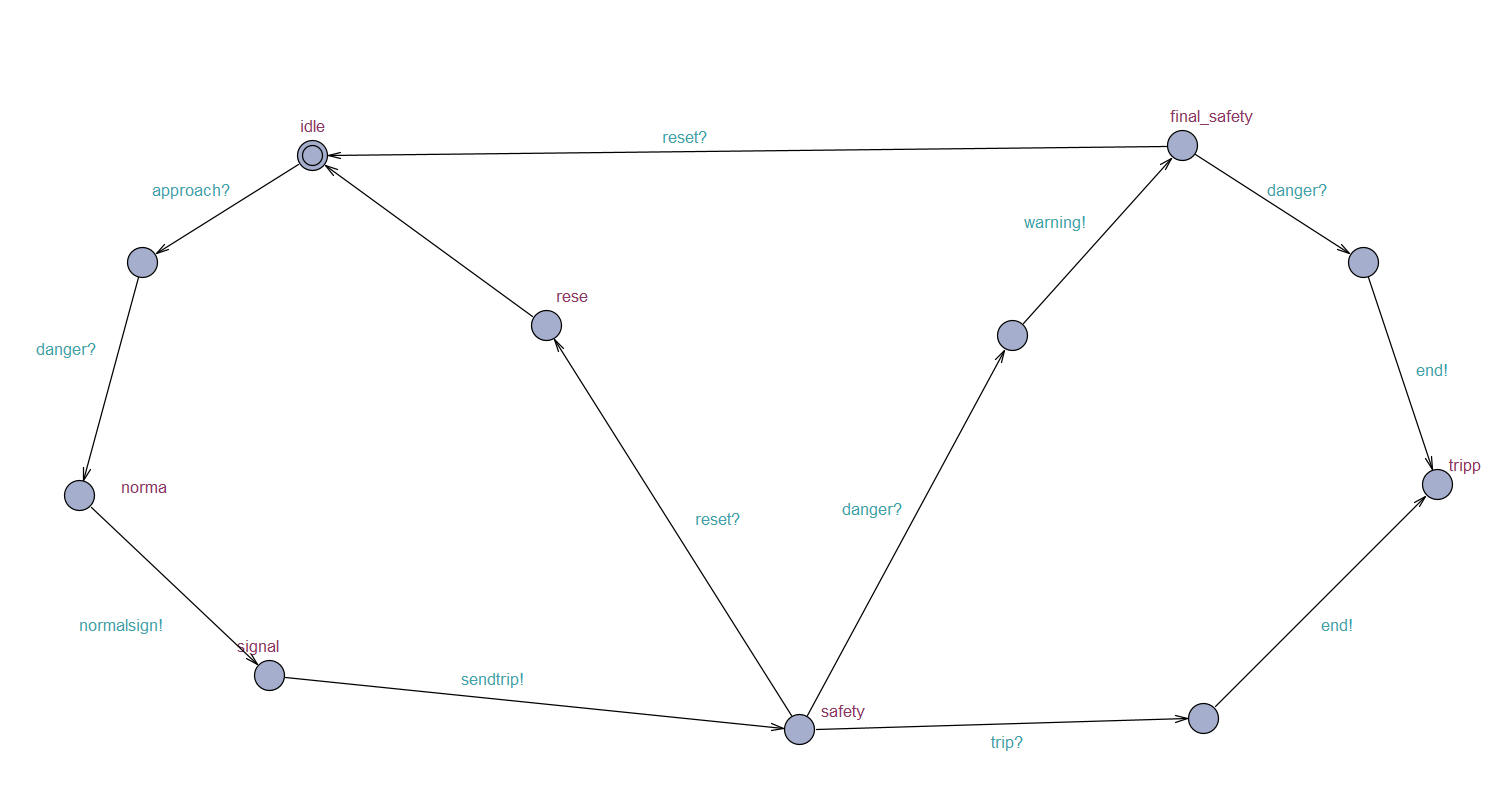 final_safety
idle
reset?
approach?
danger?
warning!
rese
danger?
end!
tripp
norma
danger?
reset?
normalsign!
end!
signal
sendtrip!
safety
trip?